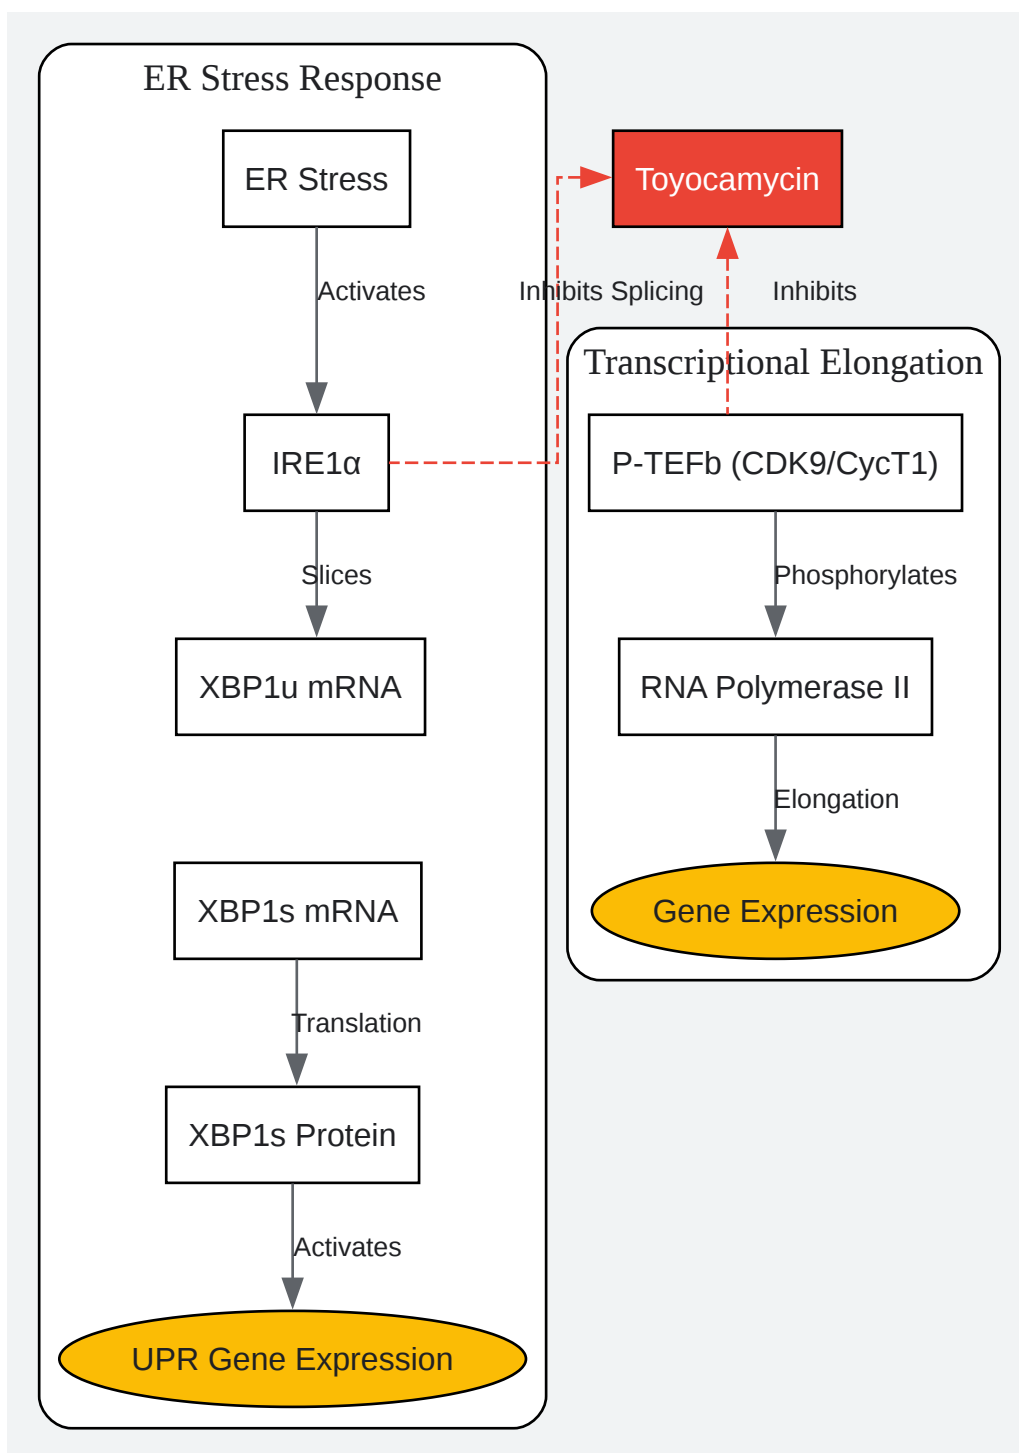 ER Stress Response
ER Stress
Toyocamycin
Activates
Inhibits Splicing
Inhibits
Transcriptional Elongation
IRE1α
P-TEFb (CDK9/CycT1)
Slices
Phosphorylates
XBP1u mRNA
RNA Polymerase II
Elongation
XBP1s mRNA
Gene Expression
Translation
XBP1s Protein
Activates
UPR Gene Expression